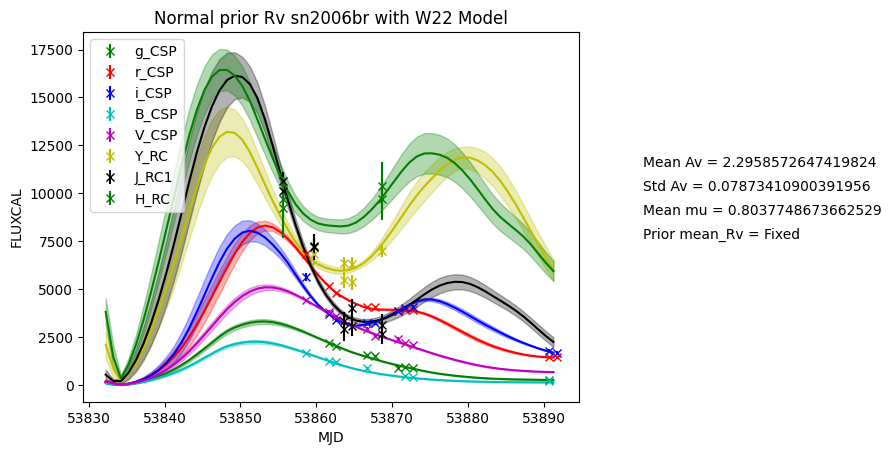 Normal prior Rv sn2006br with W22 Model
FLUXCAL
17500
15000
12500
10000
7500
5000
2500
0
g_CSP
r_CSP
i_CSP
B_CSP
V_CSP
Y_RC
J_RC1
H_RC
Mean Av = 2.2958572647419824
Std Av = 0.07873410900391956
Mean mu = 0.8037748673662529
Prior mean_Rv = Fixed
53830 53840 53850 53860 53870 53880 53890
MJD